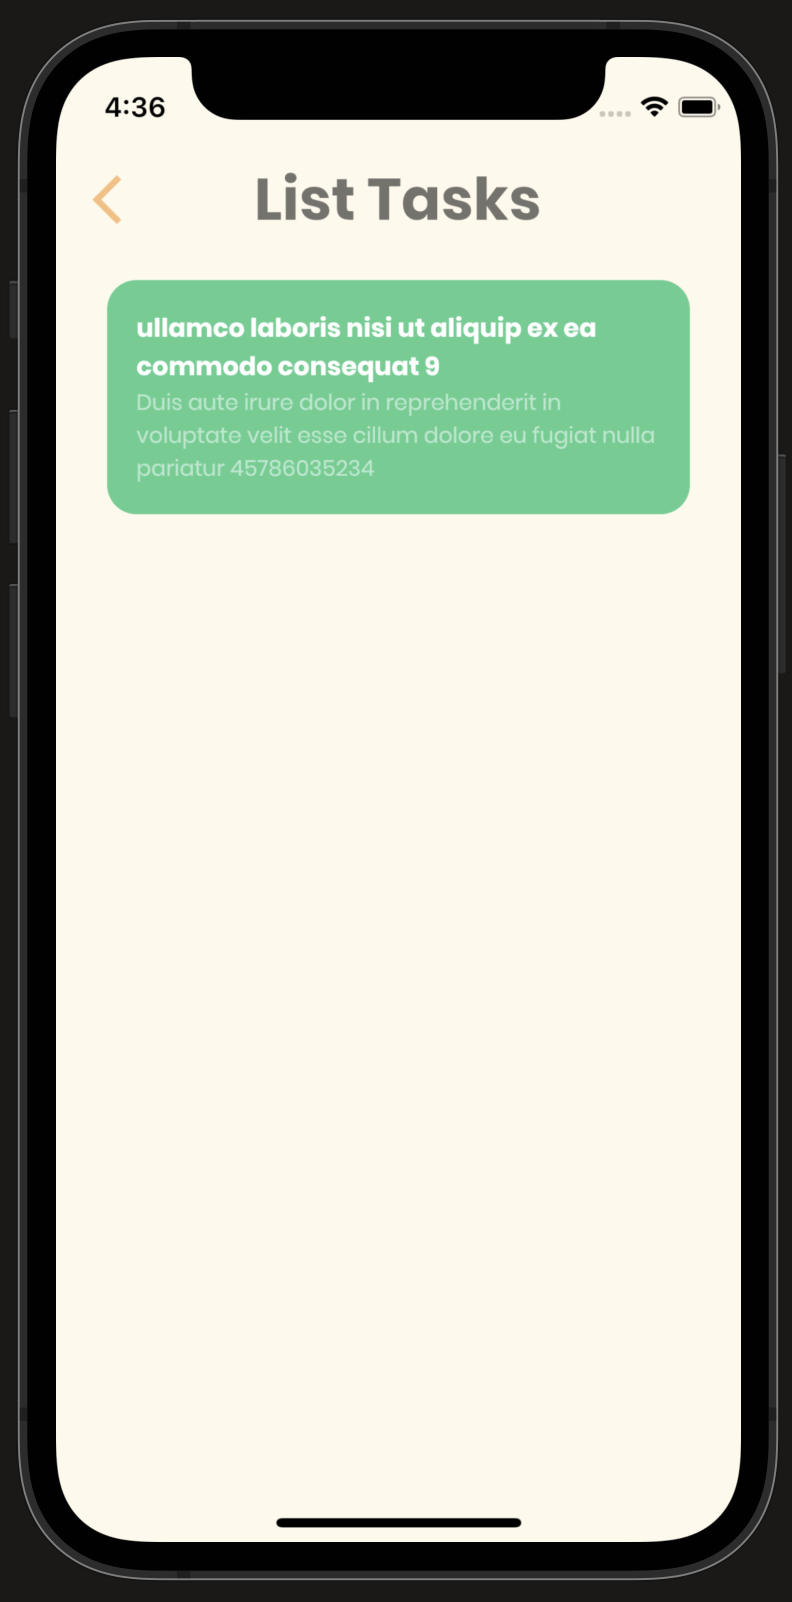 4:36
List Tasks
ullamco laboris nisi ut aliquip ex ea
commodo consequat 9
Duis aute irure dolor in reprehenderit in
voluptate velit esse cillum dolore eu fugiat nulla
pariatur 45786035234